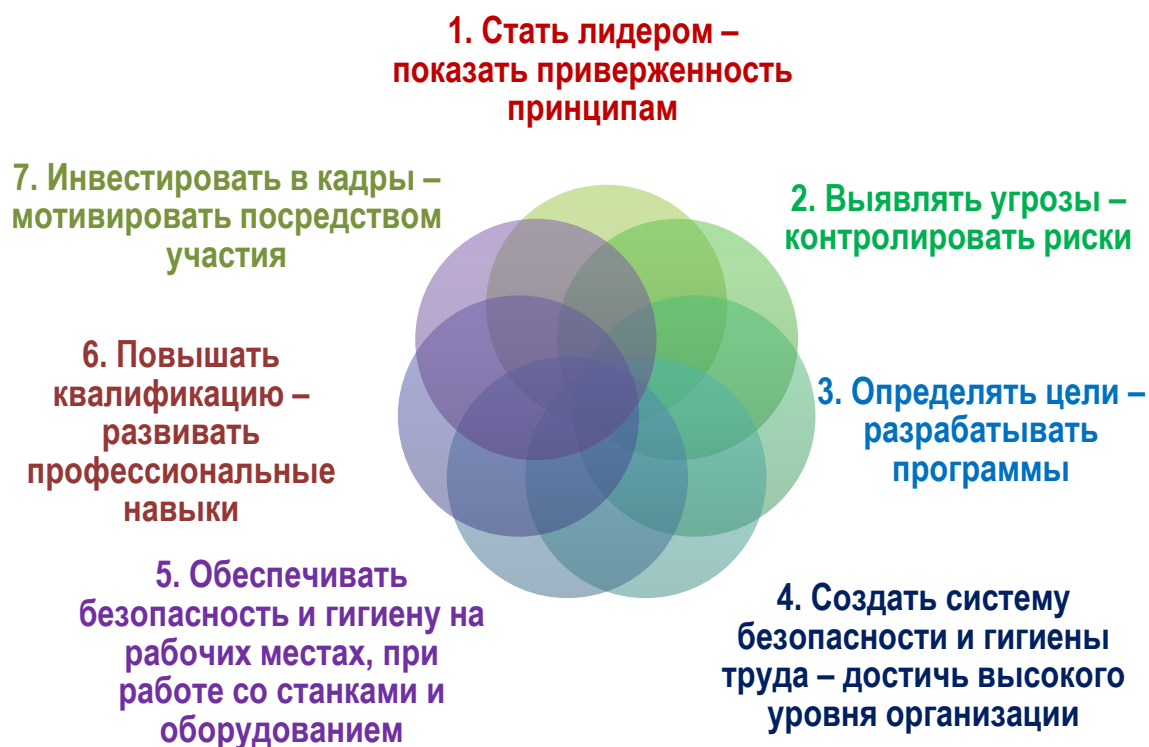 1. Стать лидером –
показать приверженность
принципам
2. Выявлять угрозы –
контролировать риски
3. Определять цели –
разрабатывать
программы
4. Создать систему
безопасности и гигиены
труда – достичь высокого
уровня организации
5. Обеспечивать
безопасность и гигиену на
рабочих местах, при
работе со станками и
оборудованием
6. Повышать
квалификацию –
развивать
профессиональные
навыки
7. Инвестировать в кадры –
мотивировать посредством
участия